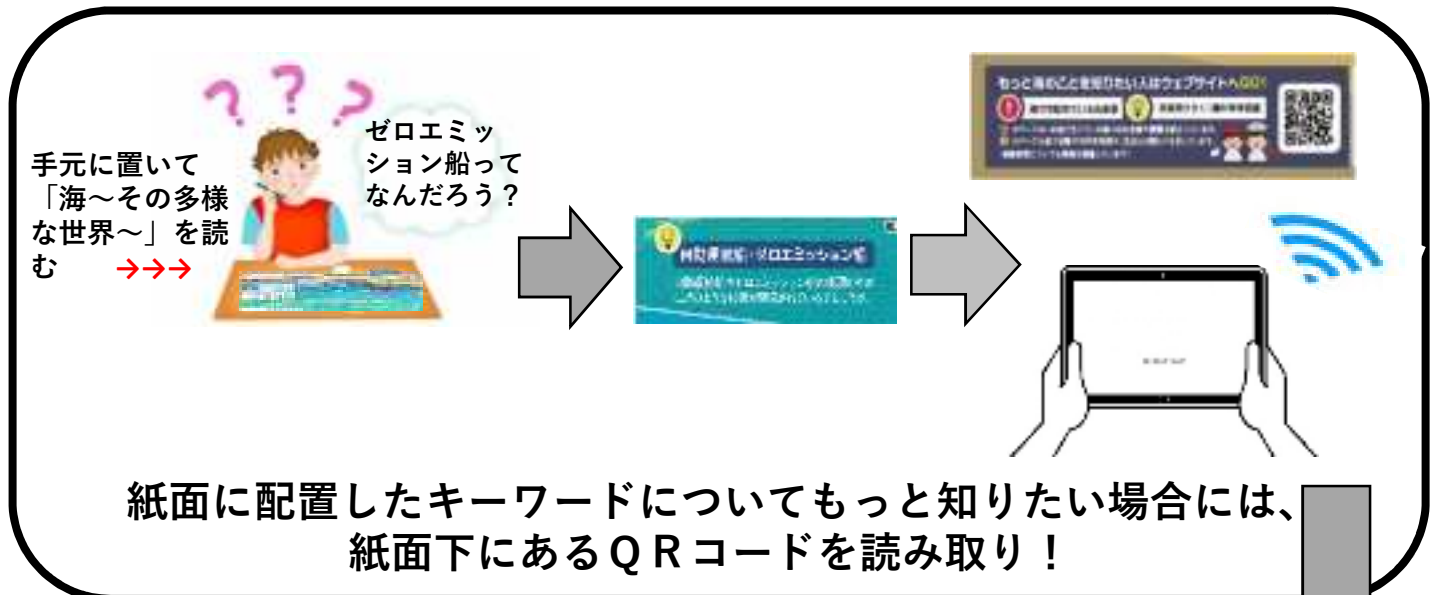 手元に置いて
「海～その多様
な世界～」を読
む →→→
? ? ?
ゼロエミッ
ション船って
なんだろう？
自動運航船・ゼロエミッション船
もっと海のことを知りたい人はウェブサイトへGO!
紙面に配置したキーワードについてもっと知りたい場合には、
紙面下にあるＱＲコードを読み取り！